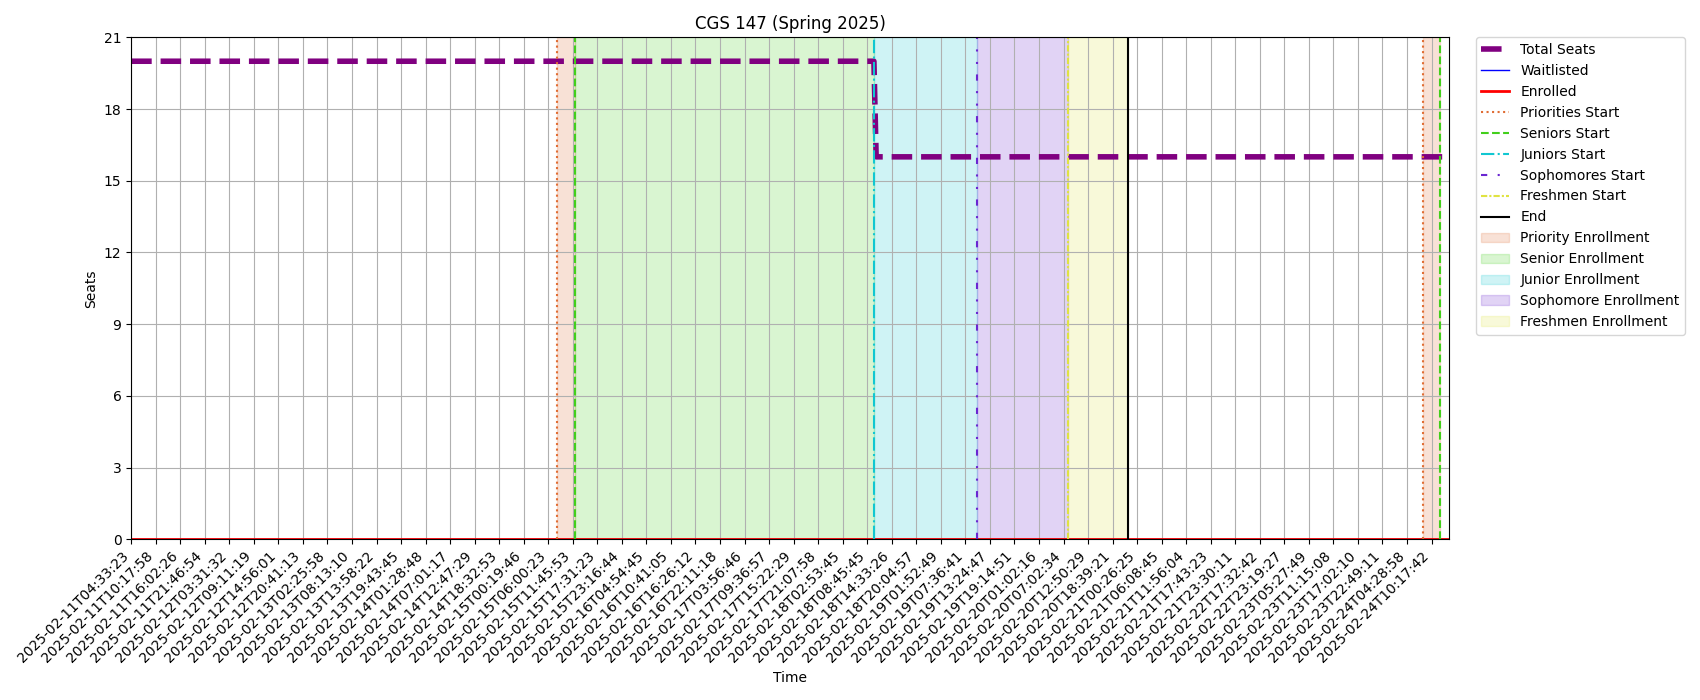 CGS 147 (Spring 2025)
21
18
15
12
9
6
3
0
Seats
2025-02-11T04:33:23
2025-02-11T10:17:58
2025-02-11T16:02:26
2025-02-11T21:46:54
2025-02-12T03:31:32
2025-02-12T09:11:19
2025-02-12T14:56:01
2025-02-12T20:41:13
2025-02-13T02:25:58
2025-02-13T08:13:10
2025-02-13T13:58:22
2025-02-13T19:43:45
2025-02-14T01:28:48
2025-02-14T07:01:17
2025-02-14T12:47:29
2025-02-14T18:32:53
2025-02-15T00:19:46
2025-02-15T06:00:23
2025-02-15T11:45:53
2025-02-15T17:31:23
2025-02-15T23:16:44
2025-02-16T04:54:45
2025-02-16T10:41:05
2025-02-16T16:26:12
2025-02-16T22:11:18
2025-02-17T03:56:46
2025-02-17T09:36:57
2025-02-17T15:22:29
2025-02-17T21:07:58
2025-02-18T02:53:45
2025-02-18T08:45:45
2025-02-18T14:33:26
2025-02-18T20:04:57
2025-02-19T01:52:49
2025-02-19T07:36:41
2025-02-19T13:24:47
2025-02-19T19:14:51
2025-02-20T01:02:16
2025-02-20T07:02:34
2025-02-20T12:50:29
2025-02-20T18:39:21
2025-02-21T00:26:25
2025-02-21T06:08:45
2025-02-21T11:56:04
2025-02-21T17:43:23
2025-02-21T23:30:11
2025-02-22T17:32:42
2025-02-22T23:19:27
2025-02-23T05:27:49
2025-02-23T11:15:08
2025-02-23T17:02:10
2025-02-23T22:49:11
2025-02-24T04:28:58
2025-02-24T10:17:42
Time
Total Seats
Waitlisted
Enrolled
Priorities Start
Seniors Start
Juniors Start
Sophomores Start
Freshmen Start
End
Priority Enrollment
Senior Enrollment
Junior Enrollment
Sophomore Enrollment
Freshmen Enrollment